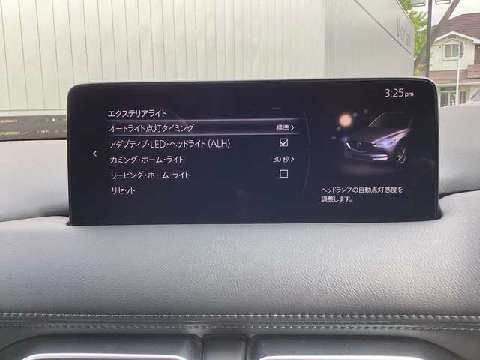 3:25pm
エクステリアライト
オートライト点灯タイミング 標準
アダプティブ・LED・ヘッドライト(ALH)
カミング・ホーム・ライト 30 秒
リービング・ホーム・ライト
リセット
ヘッドランプの自動点灯感度を
調整します。